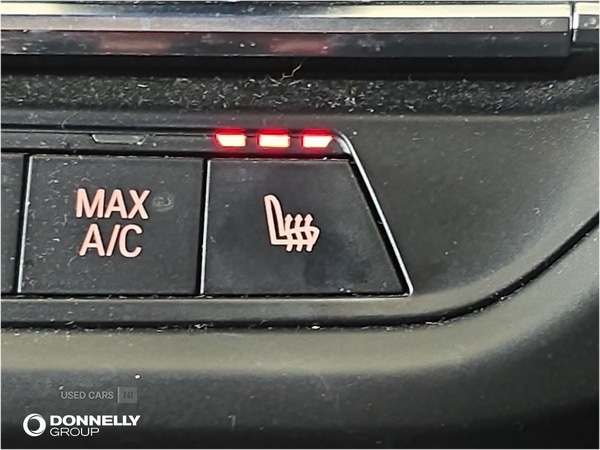 MAX
A/C
USED CARS NI
DONNELLY
GROUP